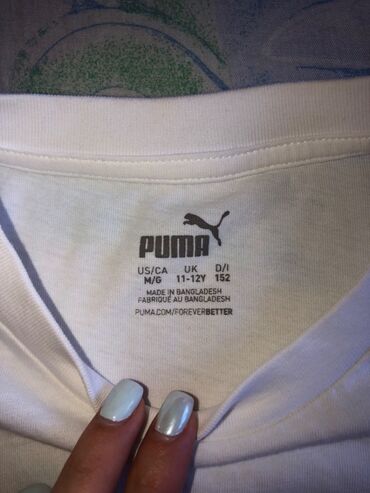 PUMA
US/CA UK D/I
M/G 11-12Y 152
MADE IN BANGLADESH
FABRIQUÉ AU BANGLADESH
PUMA.COM/FOREVERBETTER